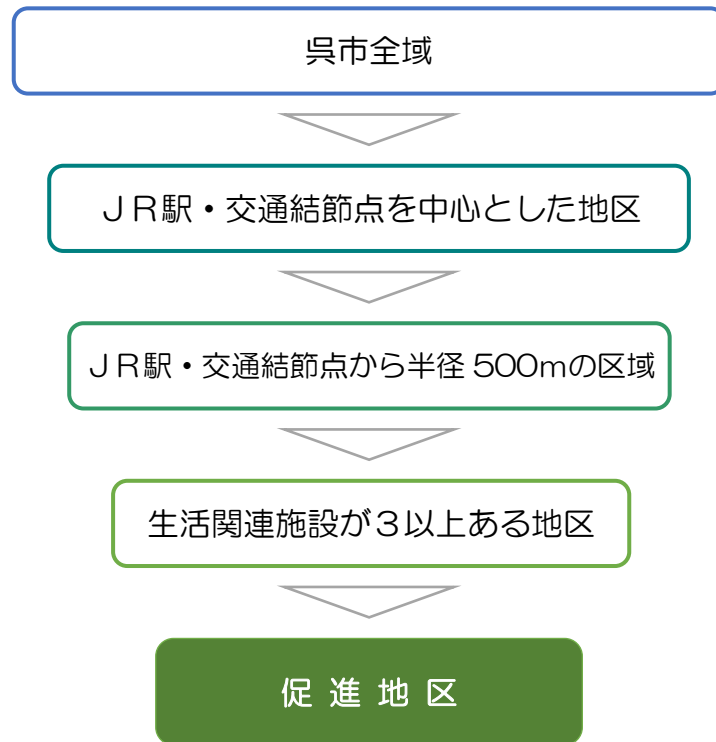 呉市全域
ＪＲ駅・交通結節点を中心とした地区
ＪＲ駅・交通結節点から半径 500ｍの区域
生活関連施設が３以上ある地区
促 進 地 区